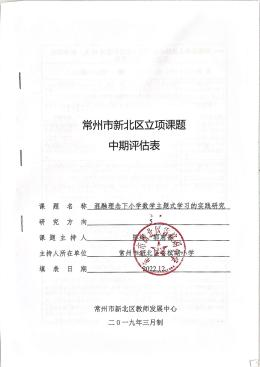 常州市新北区立项课题
中期评估表
课题名称 混融理念下小学数学主题式学习的实践研究
研究方向
课题主持人
主持人所在单位 常州市新北区 小学
填表日期 2022.12
常州市新北区教师发展中心
二〇一九年三月制